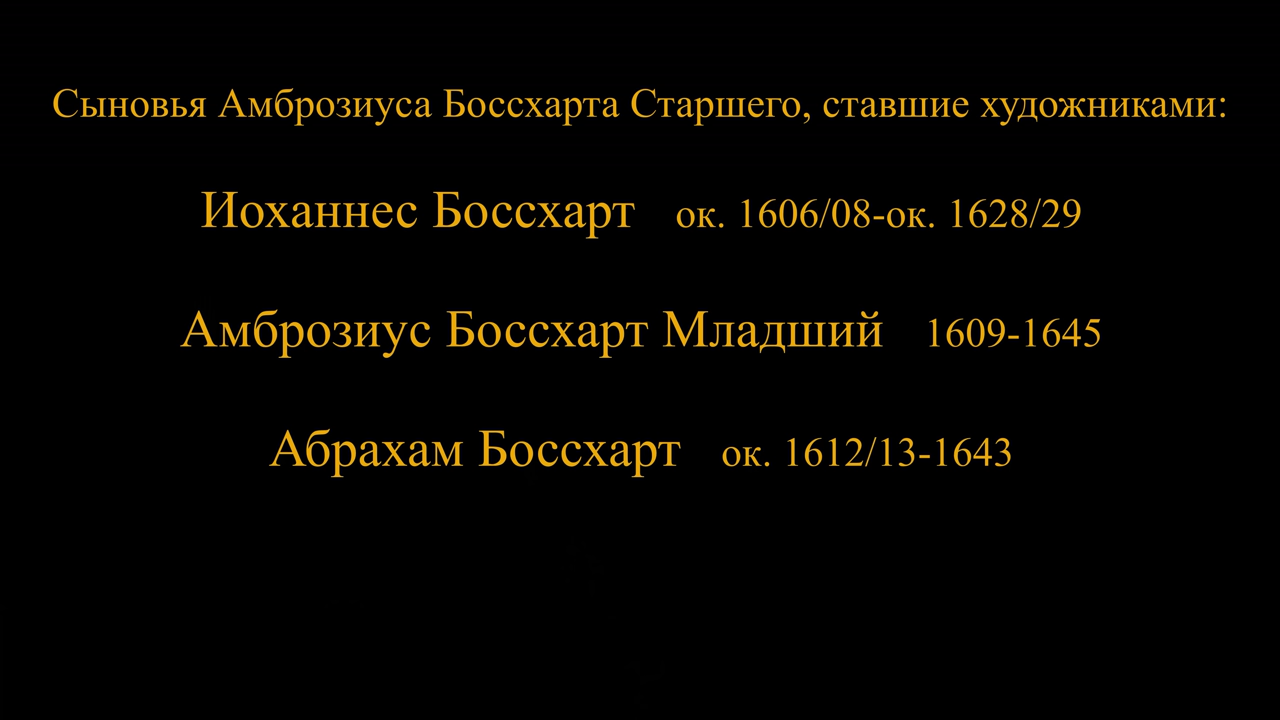 Сыновья Амброзиуса Боссхарта Старшего, ставшие художниками:
Иоханнес Боссхарт ок. 1606/08-ок. 1628/29
Амброзиус Боссхарт Младший 1609-1645
Абрахам Боссхарт ок. 1612/13-1643